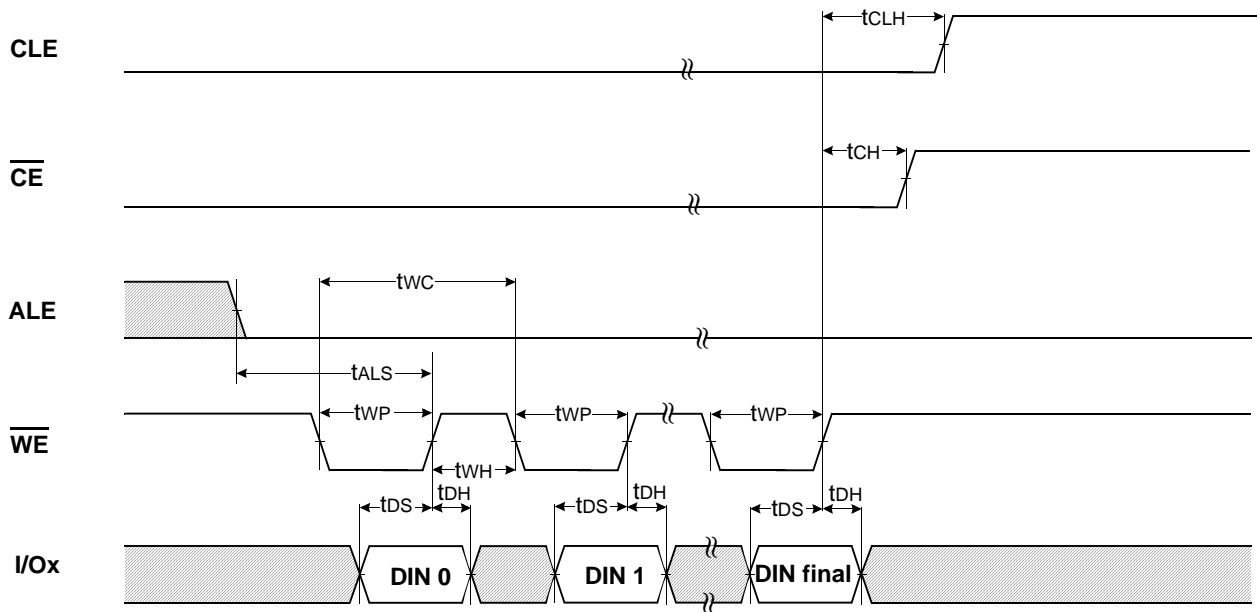 tCLH
CLE
tCH
CE
tWC
ALE
tALS
tWP
tWP
tWP
WE
tWH
tDH
tDH
tDH
tDS
tDS
tDS
I/Ox
DIN 0
DIN 1
DIN final